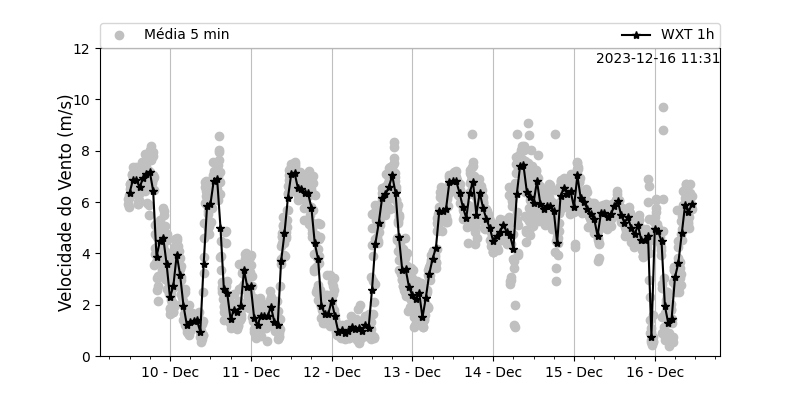 Média 5 min
WXT 1h
2023-12-16 11:31
Velocidade do Vento (m/s)
12
10
8
6
4
2
0
10 - Dec
11 - Dec
12 - Dec
13 - Dec
14 - Dec
15 - Dec
16 - Dec